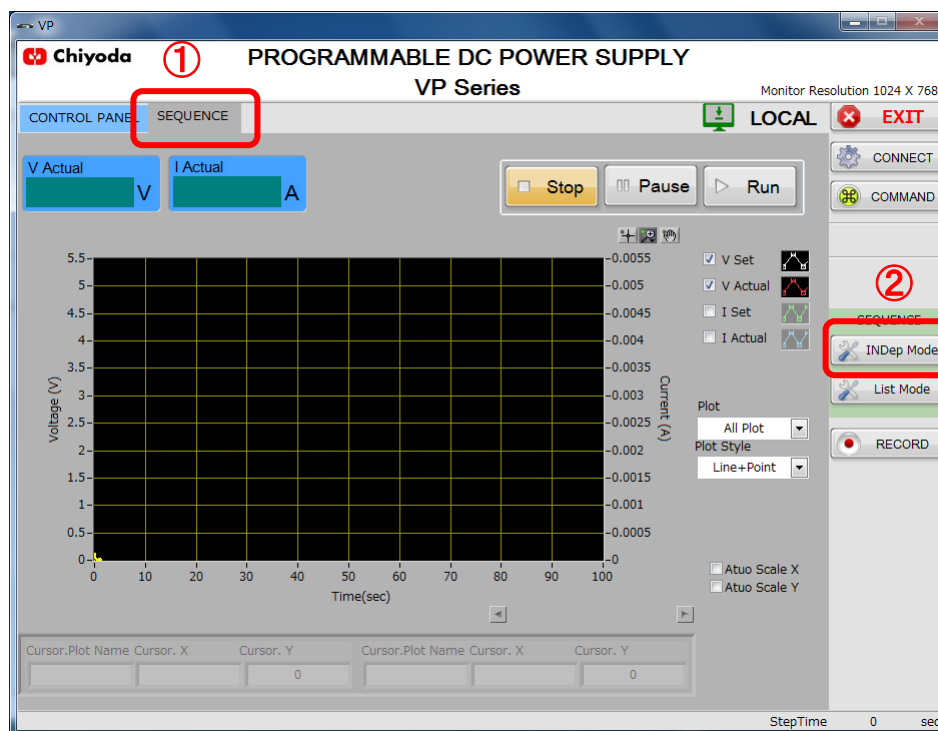 VP
Chiyoda
①
PROGRAMMABLE DC POWER SUPPLY
VP Series
Monitor Resolution 1024 X 768
CONTROL PANEL
SEQUENCE
LOCAL
EXIT
CONNECT
COMMAND
V Actual
V
I Actual
A
Stop
Pause
Run
②
SEQUENCE
INDep Mode
List Mode
RECORD
V Set
V Actual
I Set
I Actual
Plot
All Plot
Plot Style
Line+Point
Atuo Scale X
Atuo Scale Y
Voltage (V)
5.5
5
4.5
4
3.5
3
2.5
2
1.5
1
0.5
0
Current (A)
0.0055
0.005
0.0045
0.004
0.0035
0.003
0.0025
0.002
0.0015
0.001
0.0005
0
0 10 20 30 40 50 60 70 80 90 100
Time(sec)
Cursor.Plot Name Cursor. X Cursor. Y Cursor.Plot Name Cursor. X Cursor. Y
0 0
StepTime 0 sec